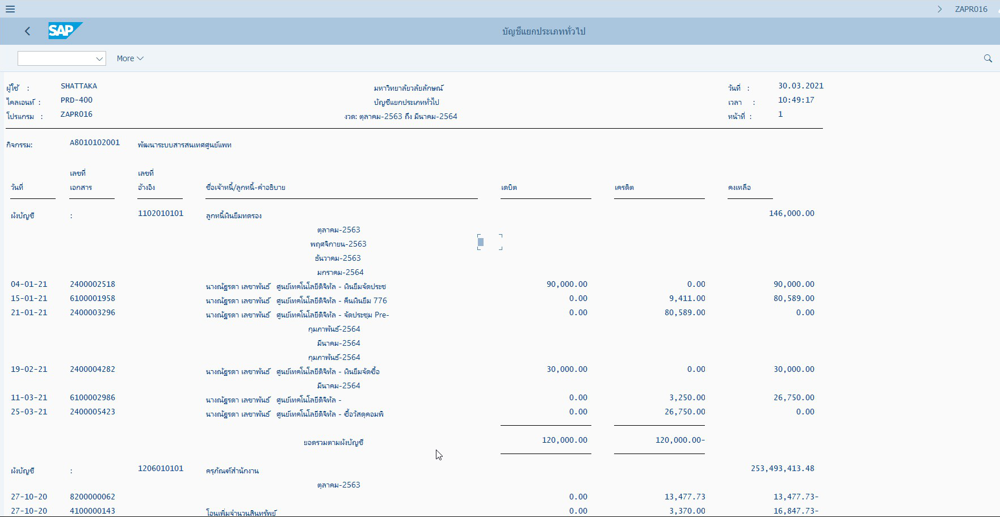 ZAPR016
SAP
บัญชีแยกประเภททั่วไป
More
ผู้ใช้ : SHATTAKA มหาวิทยาลัยวลัยลักษณ์ วันที่ : 30.03.2021
ไคลเอนท์ : PRD-400 บัญชีแยกประเภททั่วไป เวลา : 10:49:17
โปรแกรม : ZAPR016 งวด: ตุลาคม-2563 ถึง มีนาคม-2564 หน้าที่ : 1
กิจกรรม: A8010102001 พัฒนาระบบสารสนเทศศูนย์แพท
เลขที่ เลขที่
วันที่ เอกสาร อ้างอิง ชื่อเจ้าหนี้/ลูกหนี้-คำอธิบาย เดบิต เครดิต คงเหลือ
ผังบัญชี : 1102010101 ลูกหนี้เงินยืมทดรอง 146,000.00
ตุลาคม-2563
พฤศจิกายน-2563
ธันวาคม-2563
มกราคม-2564
04-01-21 2400002518 นางณัฐรดา เลขาพันธ์ ศูนย์เทคโนโลยีดิจิทัล - เงินยืมจัดประช 90,000.00 0.00 90,000.00
15-01-21 6100001958 นางณัฐรดา เลขาพันธ์ ศูนย์เทคโนโลยีดิจิทัล - คืนเงินยืม 776 0.00 9,411.00 80,589.00
21-01-21 2400003296 นางณัฐรดา เลขาพันธ์ ศูนย์เทคโนโลยีดิจิทัล - จัดประชุม Pre- 0.00 80,589.00 0.00
กุมภาพันธ์-2564
มีนาคม-2564
กุมภาพันธ์-2564
19-02-21 2400004282 นางณัฐรดา เลขาพันธ์ ศูนย์เทคโนโลยีดิจิทัล - เงินยืมจัดซื้อ 30,000.00 0.00 30,000.00
มีนาคม-2564
11-03-21 6100002986 นางณัฐรดา เลขาพันธ์ ศูนย์เทคโนโลยีดิจิทัล - 0.00 3,250.00 26,750.00
25-03-21 2400005423 นางณัฐรดา เลขาพันธ์ ศูนย์เทคโนโลยีดิจิทัล - ซื้อวัสดุคอมพิ 0.00 26,750.00 0.00
ยอดรวมตามผังบัญชี 120,000.00 120,000.00-
ผังบัญชี : 1206010101 ครุภัณฑ์สำนักงาน 253,493,413.48
ตุลาคม-2563
27-10-20 8200000062 0.00 13,477.73 13,477.73-
27-10-20 4100000143 โอนเพิ่มจำนวนสินทรัพย์ 0.00 3,370.00 16,847.73-